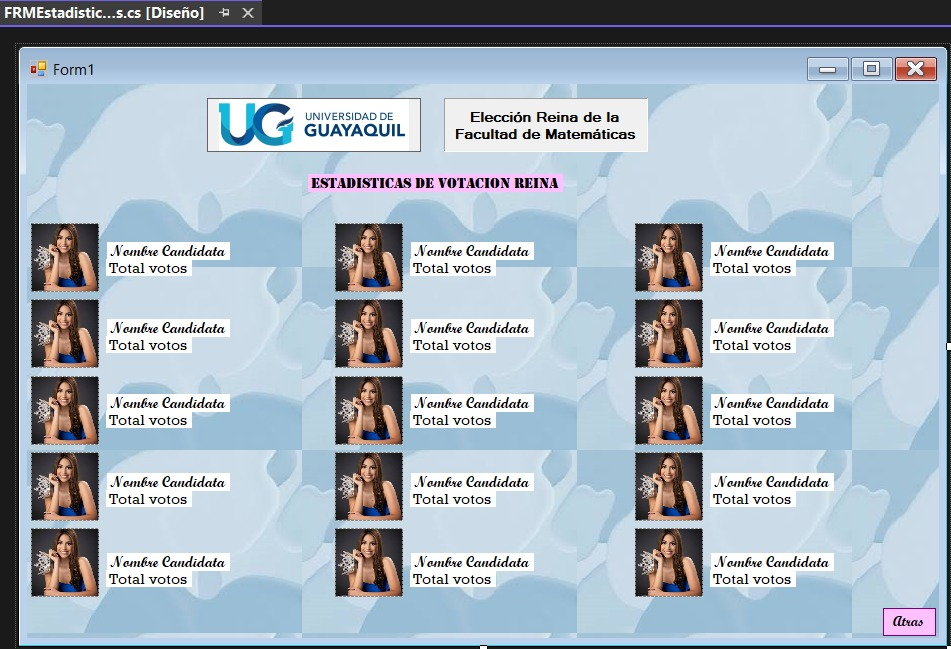 FRMEstadistic...s.cs [Diseño]
Form1
UG UNIVERSIDAD DE
GUAYAQUIL
Elección Reina de la
Facultad de Matemáticas
ESTADISTICAS DE VOTACION REINA
Nombre Candidata
Total votos
Nombre Candidata
Total votos
Nombre Candidata
Total votos
Nombre Candidata
Total votos
Nombre Candidata
Total votos
Nombre Candidata
Total votos
Nombre Candidata
Total votos
Nombre Candidata
Total votos
Nombre Candidata
Total votos
Nombre Candidata
Total votos
Nombre Candidata
Total votos
Nombre Candidata
Total votos
Nombre Candidata
Total votos
Nombre Candidata
Total votos
Nombre Candidata
Total votos
Atras